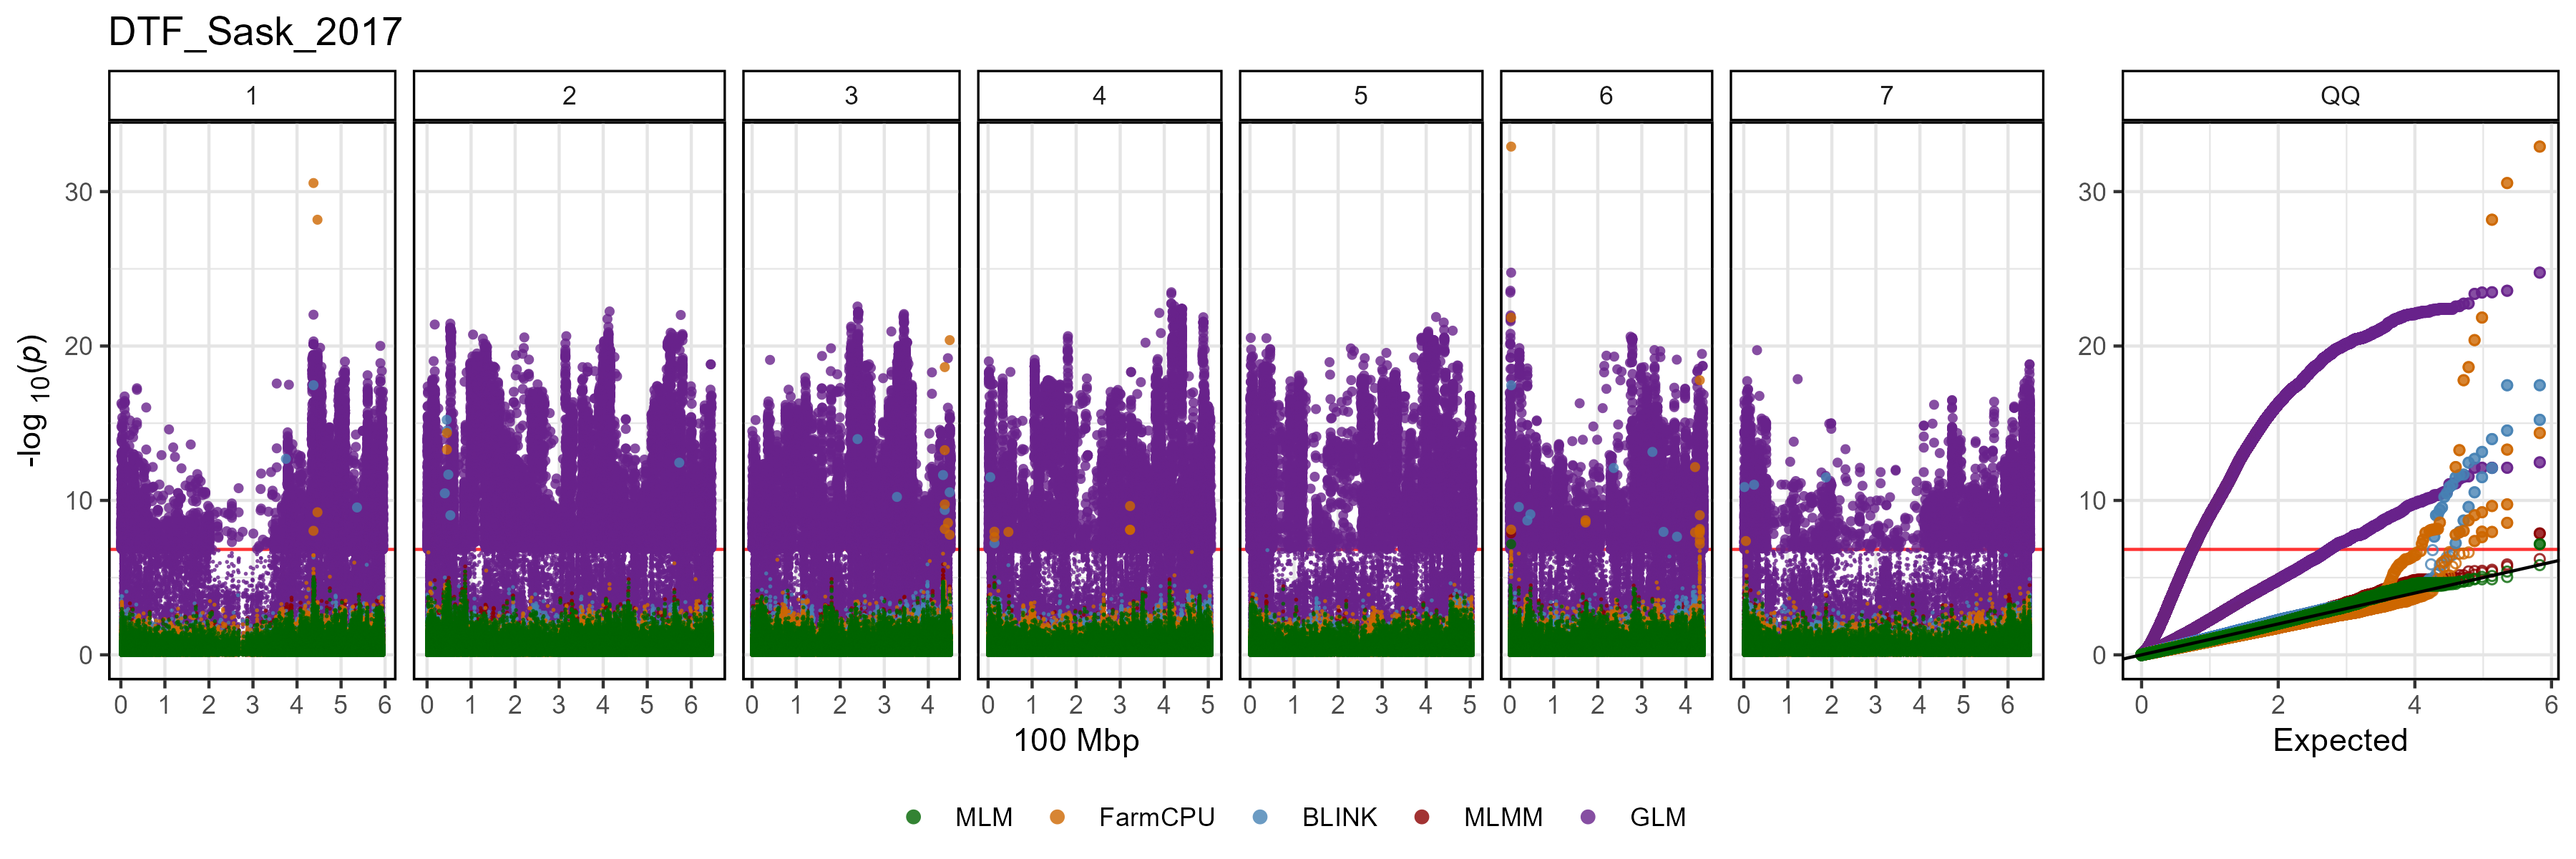 DTF_Sask_2017
1 2 3 4 5 6 7 QQ
30 30
20 20
10 10
0 0
-log 10(p)
0 1 2 3 4 5 6 0 1 2 3 4 5 6 0 1 2 3 4 0 1 2 3 4 5 0 1 2 3 4 5 0 1 2 3 4 0 1 2 3 4 5 6 0 2 4 6
100 Mbp Expected
MLM FarmCPU BLINK MLMM GLM